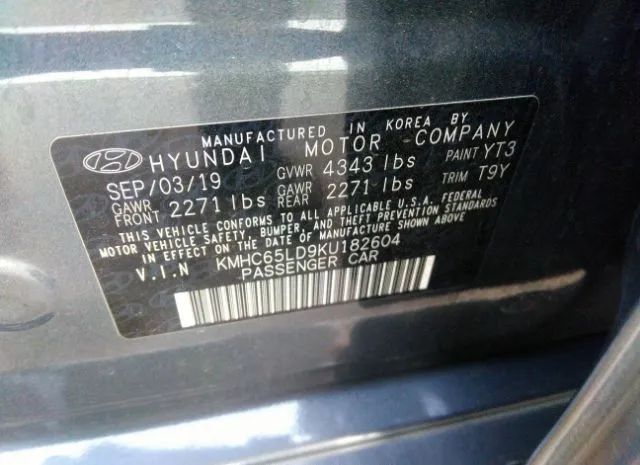 MANUFACTURED IN KOREA BY
HYUNDAI MOTOR COMPANY
SEP/03/19 GVWR 4343 lbs PAINT YT3
GAWR FRONT 2271 lbs GAWR REAR 2271 lbs TRIM T9Y
THIS VEHICLE CONFORMS TO ALL APPLICABLE U.S.A. FEDERAL
MOTOR VEHICLE SAFETY, BUMPER, AND THEFT PREVENTION STANDARDS
IN EFFECT ON THE DATE OF MANUFACTURE SHOWN ABOVE
V.I.N KMHC65LD9KU182604
PASSENGER CAR